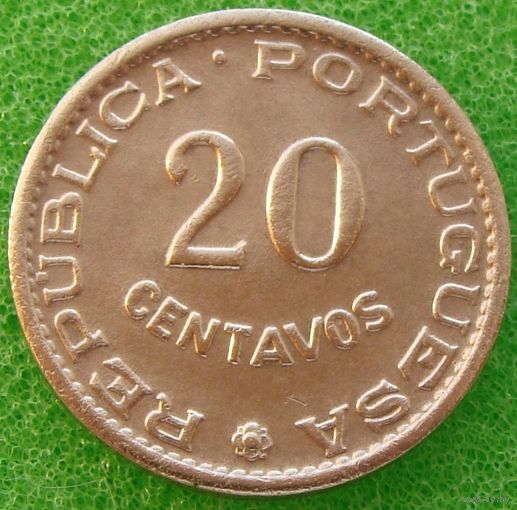 REPUBLICA · PORTUGUESA
20
CENTAVOS